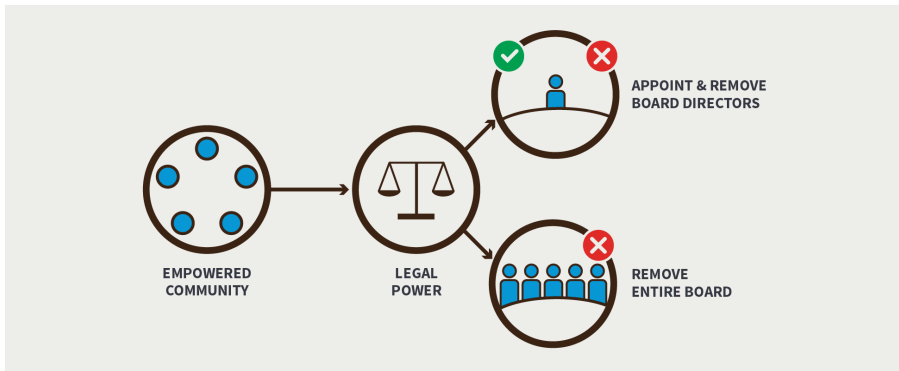 APPOINT & REMOVE
BOARD DIRECTORS
EMPOWERED
COMMUNITY
LEGAL
POWER
REMOVE
ENTIRE BOARD